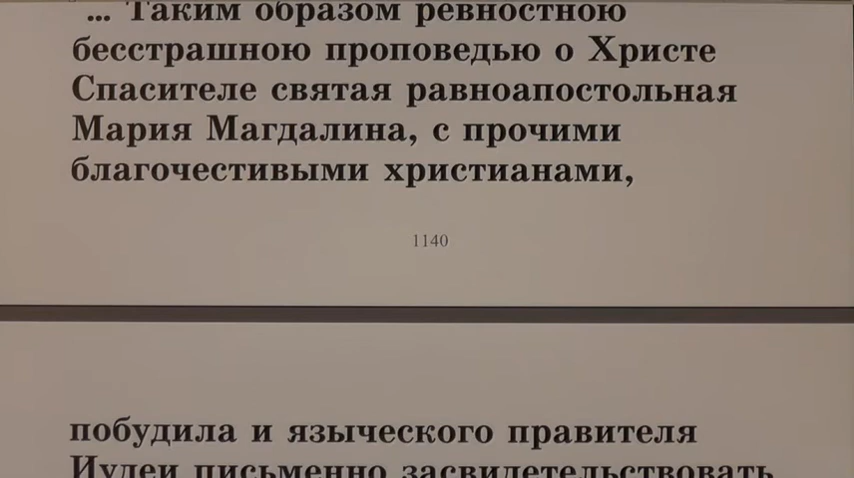 ... Таким образом ревностною
бесстрашною проповедью о Христе
Спасителе святая равноапостольная
Мария Магдалина, с прочими
благочестивыми христианами,
1140
побудила и языческого правителя
Иудеи письменно засвидетельствовать